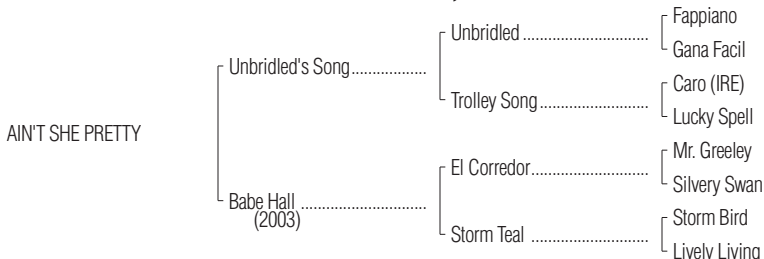 Fappiano
Unbridled ..............................
Gana Facil
Unbridled's Song..................
Caro (IRE)
Trolley Song..........................
Lucky Spell
AIN'T SHE PRETTY
Mr. Greeley
El Corredor............................
Silvery Swan
Babe Hall ..............................
(2003)
Storm Bird
Storm Teal ............................
Lively Living